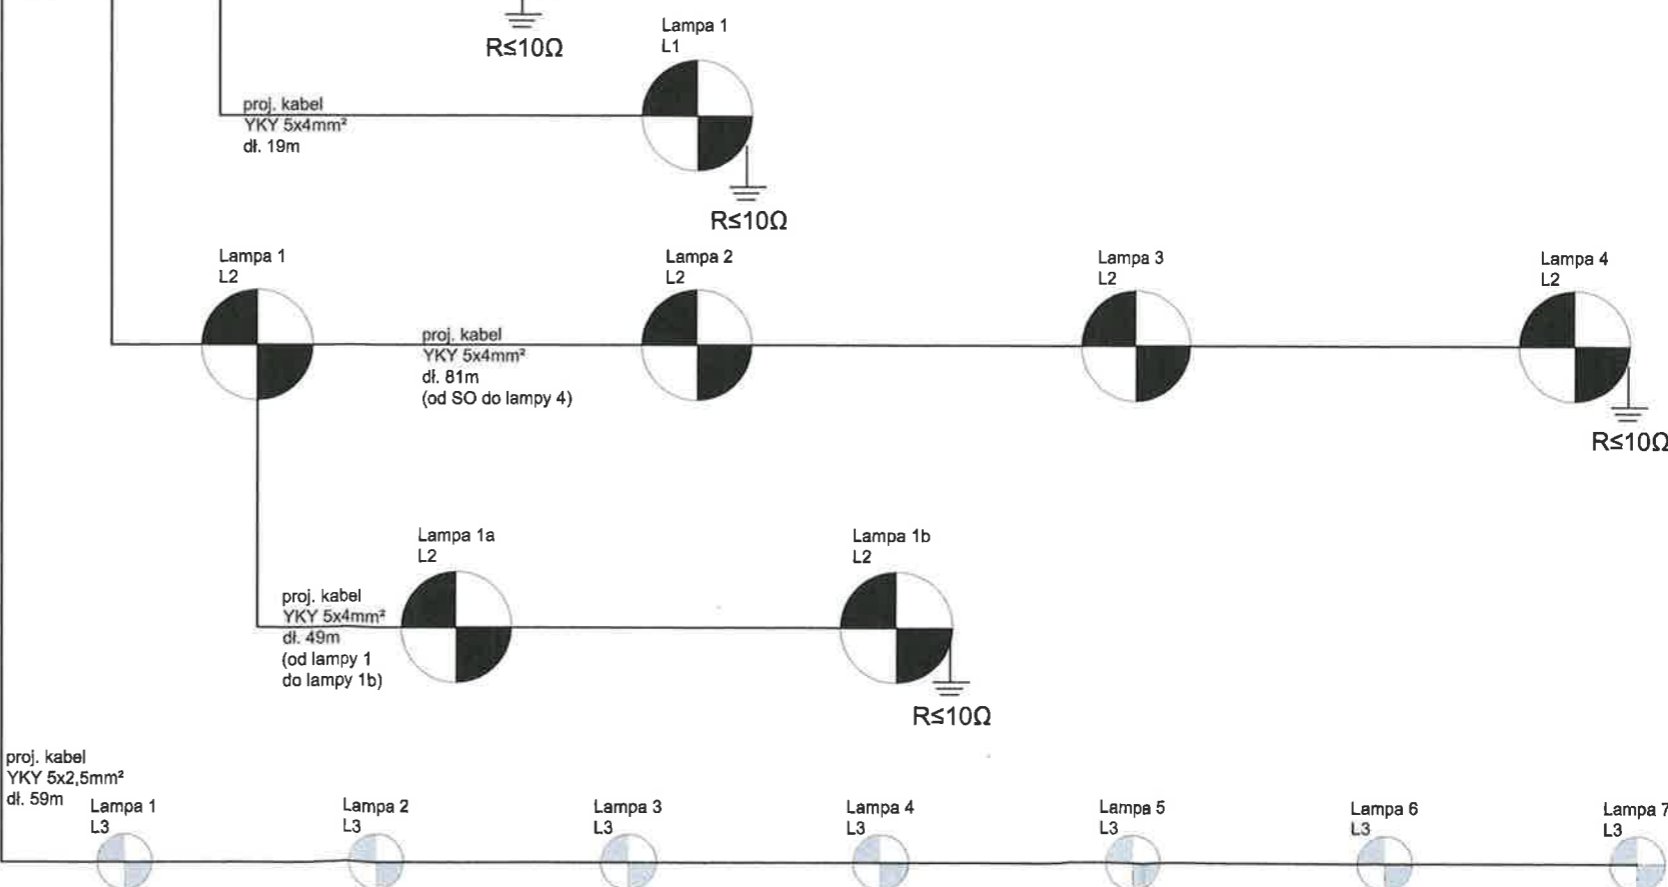 R≤10Ω
Lampa 1
L1
proj. kabel
YKY 5x4mm²
dł. 19m
R≤10Ω
Lampa 1
L2
Lampa 2
L2
Lampa 3
L2
Lampa 4
L2
proj. kabel
YKY 5x4mm²
dł. 81m
(od SO do lampy 4)
R≤10Ω
Lampa 1a
L2
Lampa 1b
L2
proj. kabel
YKY 5x4mm²
dł. 49m
(od lampy 1
do lampy 1b)
R≤10Ω
proj. kabel
YKY 5x2,5mm²
dł. 59m
Lampa 1
L3
Lampa 2
L3
Lampa 3
L3
Lampa 4
L3
Lampa 5
L3
Lampa 6
L3
Lampa 7
L3